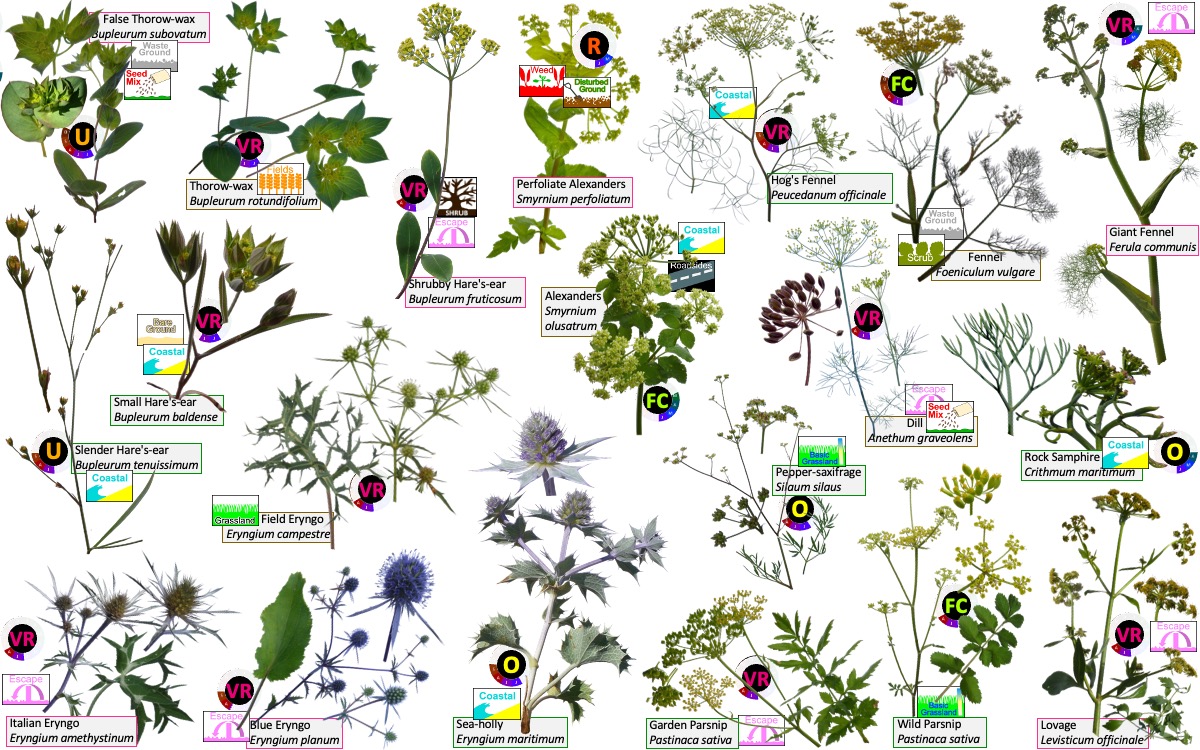 False Thorow-wax
Bupleurum subovatum
Waste
Ground
Seed
Mix
U
VR
Fields
Thorow-wax
Bupleurum rotundifolium
VR
SHRUB
Escape
Shrubby Hare's-ear
Bupleurum fruticosum
R
Weed
Disturbed
Ground
Perfoliate Alexanders
Smyrnium perfoliatum
Coastal
VR
Hog's Fennel
Peucedanum officinale
FC
Waste
Ground
Scrub
Fennel
Foeniculum vulgare
VR
Escape
Giant Fennel
Ferula communis
Bare
Ground
Coastal
VR
Small Hare's-ear
Bupleurum baldense
U
Slender Hare's-ear
Bupleurum tenuissimum
Coastal
Grassland
Field Eryngo
Eryngium campestre
VR
Coastal
Roadsides
Alexanders
Smyrnium
olusatrum
FC
VR
Escape
Seed
Mix
Dill
Anethum graveolens
Basic
Grassland
Pepper-saxifrage
Silaum silaus
O
Rock Samphire
Crithmum maritimum
Coastal
O
VR
Escape
Italian Eryngo
Eryngium amethystinum
VR
Escape
Blue Eryngo
Eryngium planum
O
Coastal
Sea-holly
Eryngium maritimum
VR
Garden Parsnip
Pastinaca sativa
Escape
FC
Basic
Grassland
Wild Parsnip
Pastinaca sativa
VR
Escape
Lovage
Levisticum officinale